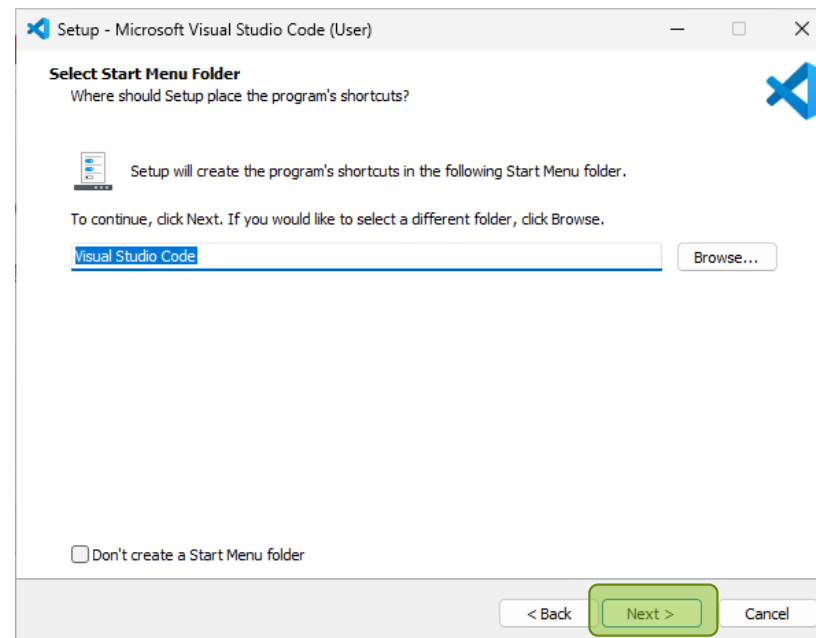 Setup - Microsoft Visual Studio Code (User)
Select Start Menu Folder
Where should Setup place the program's shortcuts?
Setup will create the program's shortcuts in the following Start Menu folder.
To continue, click Next. If you would like to select a different folder, click Browse.
Visual Studio Code
Browse...
Don't create a Start Menu folder
< Back
Next >
Cancel